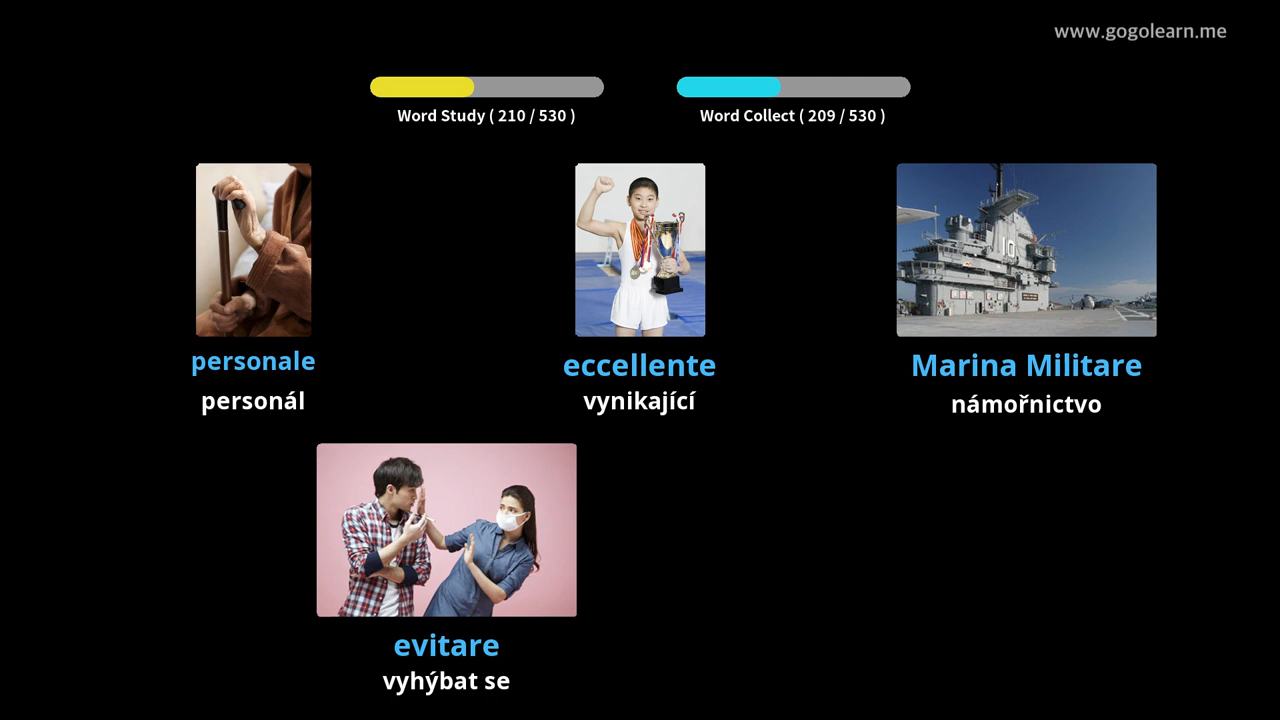 www.gogolearn.me
Word Study ( 210 / 530 )
Word Collect ( 209 / 530 )
personale
personál
eccellente
vynikající
Marina Militare
námořnictvo
10
evitare
vyhýbat se